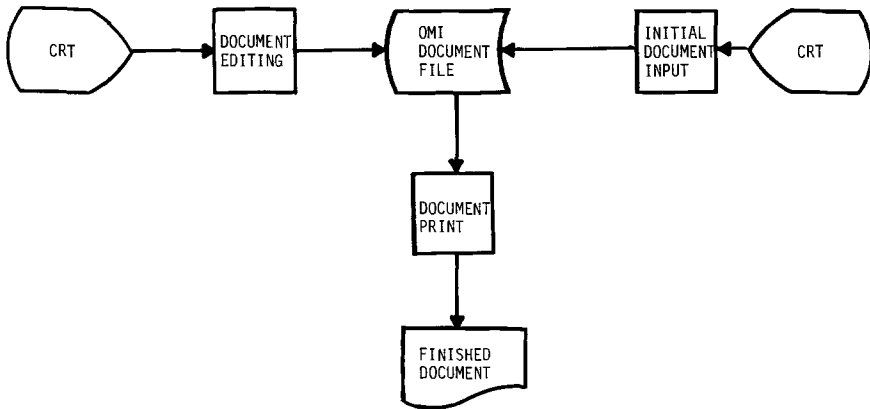 CRT
DOCUMENT
EDITING
OMI
DOCUMENT
FILE
INITIAL
DOCUMENT
INPUT
CRT
DOCUMENT
PRINT
FINISHED
DOCUMENT